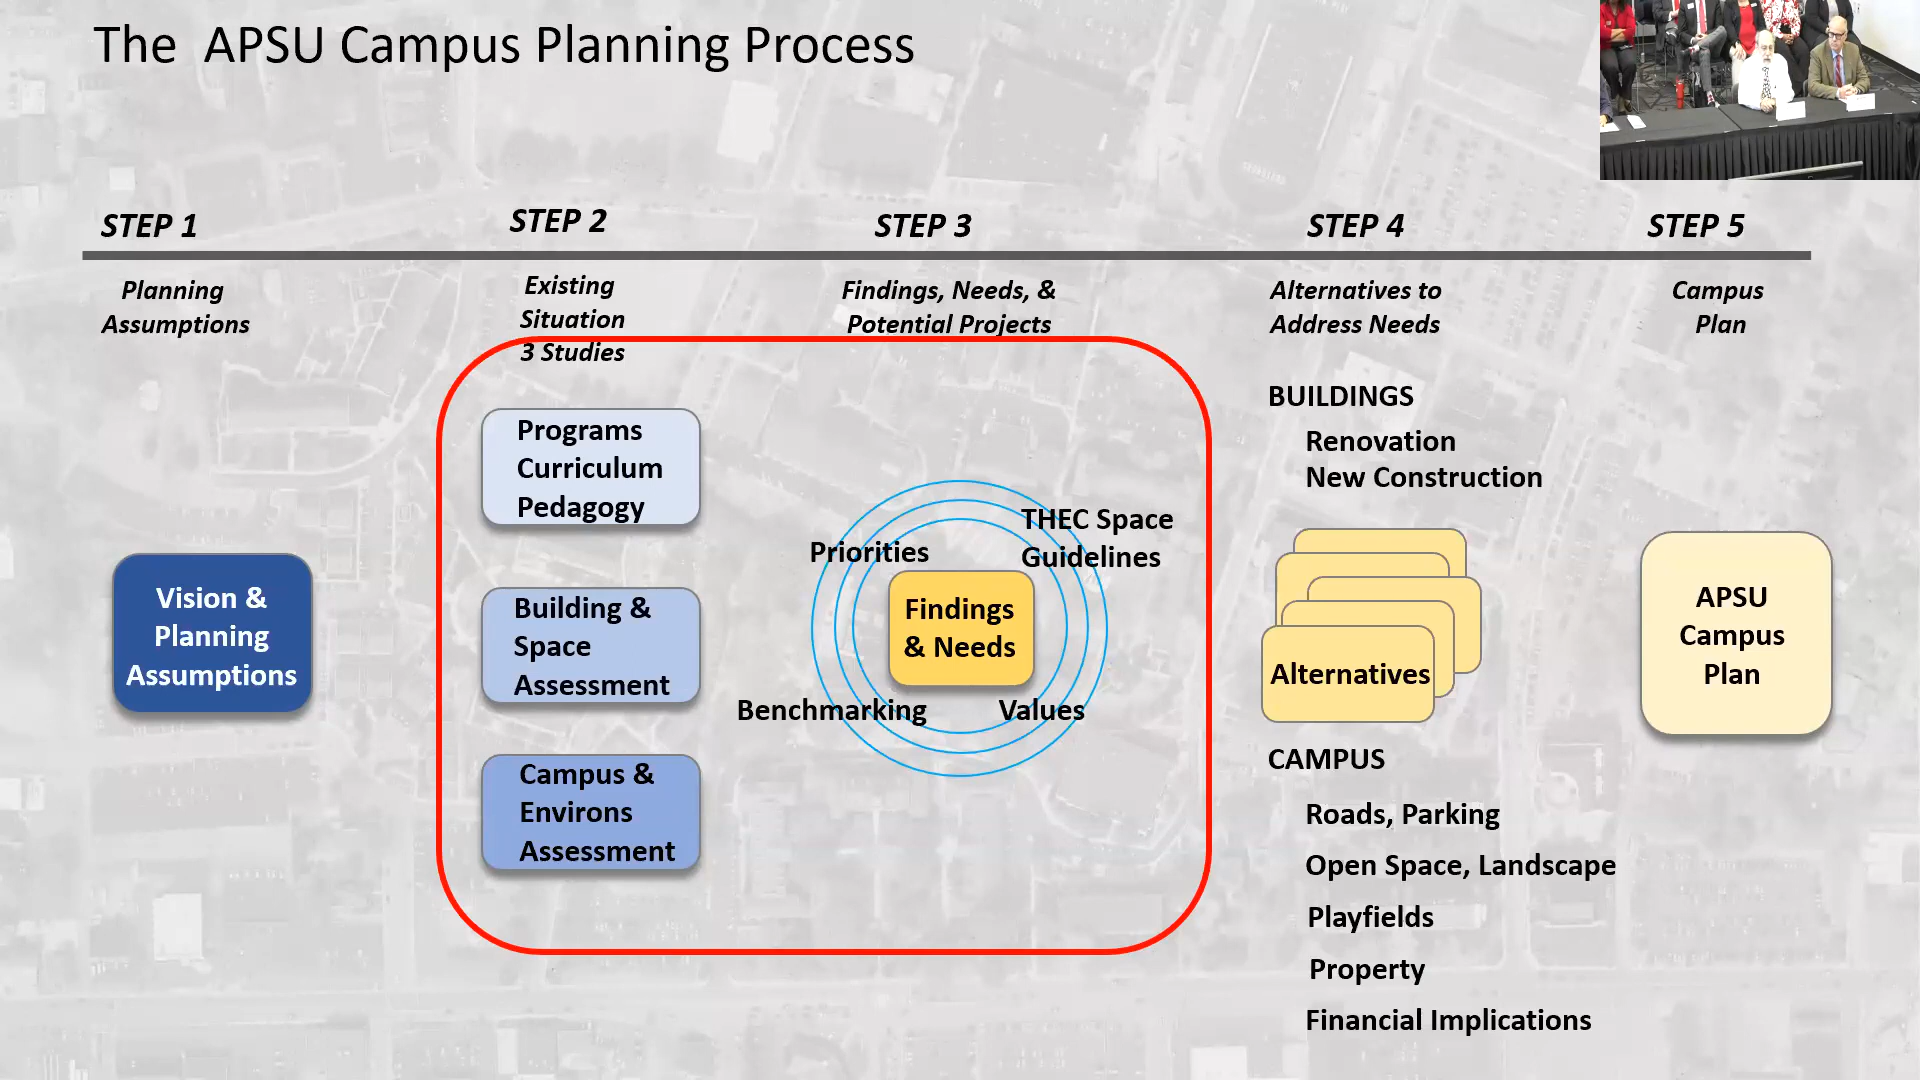 The APSU Campus Planning Process
STEP 1
STEP 2
STEP 3
STEP 4
STEP 5
Planning
Assumptions
Existing
Situation
3 Studies
Findings, Needs, &
Potential Projects
Alternatives to
Address Needs
Campus
Plan
Vision &
Planning
Assumptions
Programs
Curriculum
Pedagogy
Building &
Space
Assessment
Campus &
Environs
Assessment
Priorities
THEC Space
Guidelines
Findings
& Needs
Benchmarking
Values
BUILDINGS
Renovation
New Construction
Alternatives
CAMPUS
Roads, Parking
Open Space, Landscape
Playfields
Property
Financial Implications
APSU
Campus
Plan